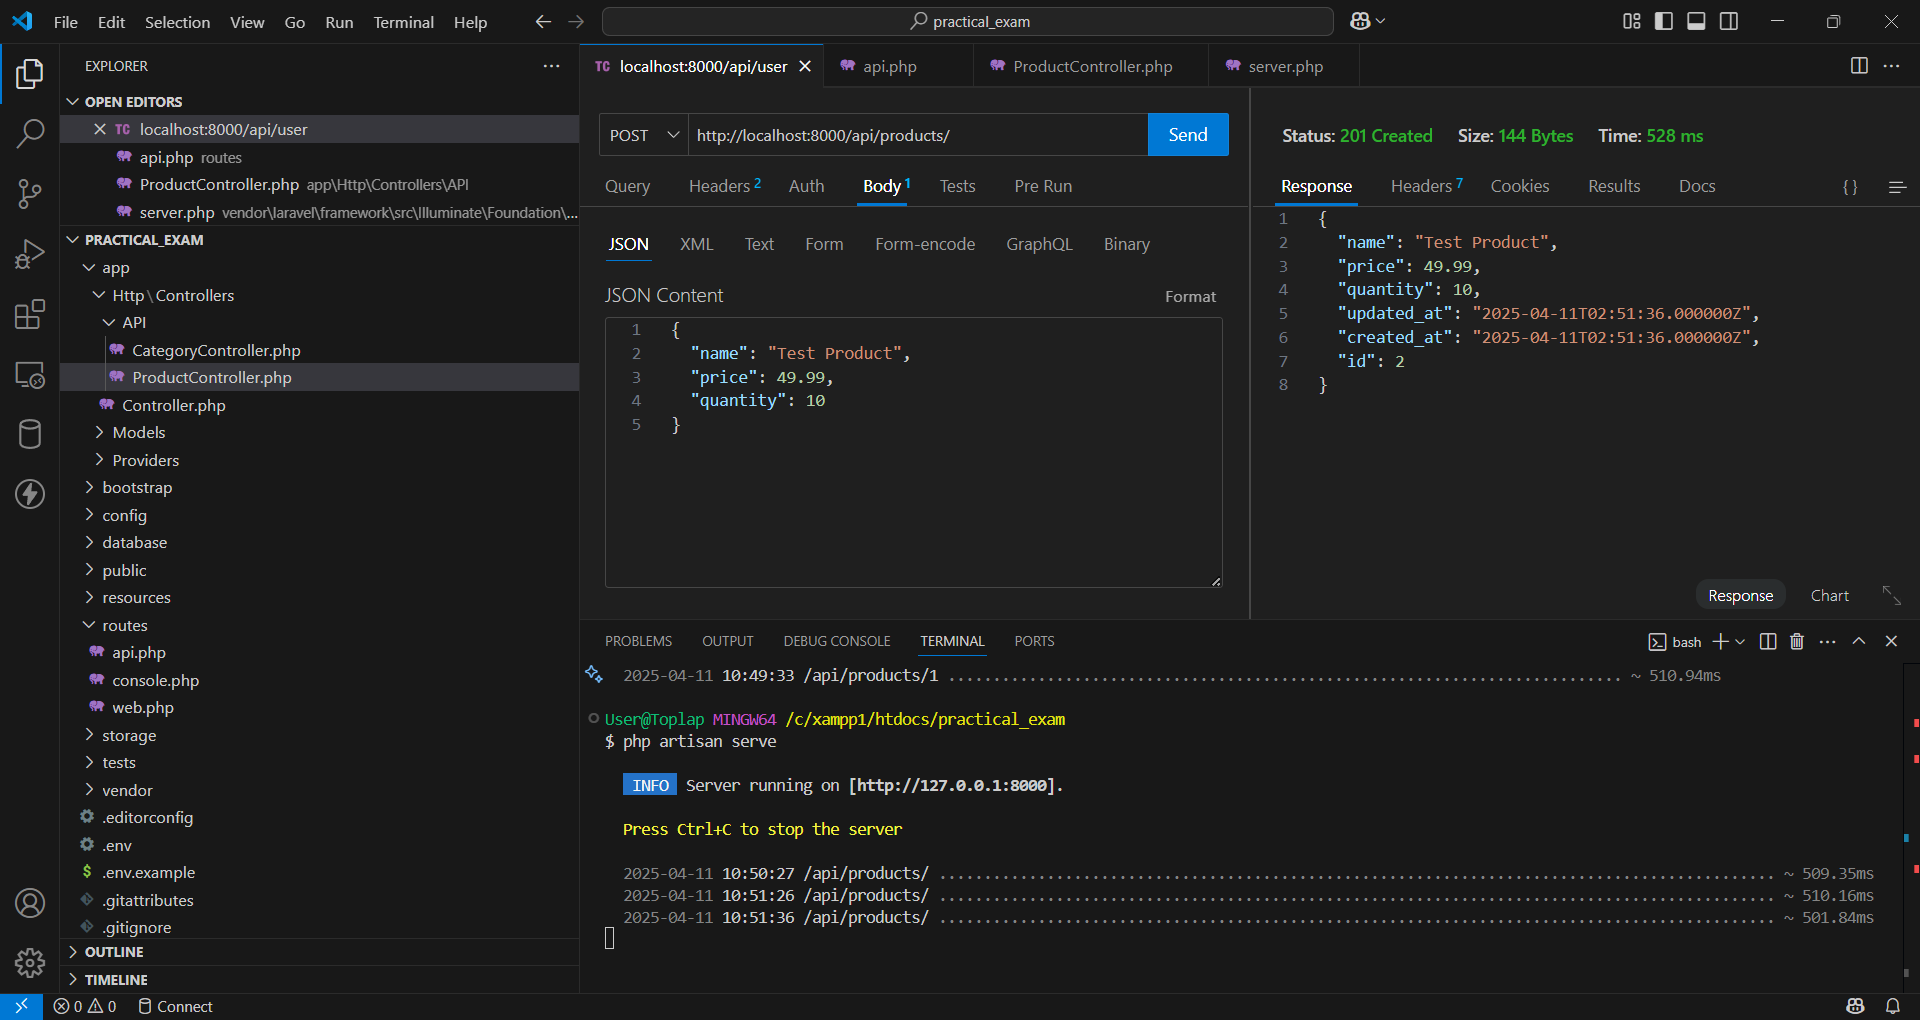 File Edit Selection View Go Run Terminal Help
practical_exam
EXPLORER
OPEN EDITORS
TC localhost:8000/api/user
api.php routes
ProductController.php app\Http\Controllers\API
server.php vendor\laravel\framework\src\Illuminate\Foundation\...
PRACTICAL_EXAM
app
Http\Controllers
API
CategoryController.php
ProductController.php
Controller.php
Models
Providers
bootstrap
config
database
public
resources
routes
api.php
console.php
web.php
storage
tests
vendor
.editorconfig
.env
$ .env.example
.gitattributes
.gitignore
OUTLINE
TIMELINE
TC localhost:8000/api/user api.php ProductController.php server.php
POST http://localhost:8000/api/products/ Send
Query Headers 2 Auth Body 1 Tests Pre Run
JSON XML Text Form Form-encode GraphQL Binary
JSON Content Format
1 {
2 "name": "Test Product",
3 "price": 49.99,
4 "quantity": 10
5 }
Status: 201 Created Size: 144 Bytes Time: 528 ms
Response Headers 7 Cookies Results Docs {}
1 {
2 "name": "Test Product",
3 "price": 49.99,
4 "quantity": 10,
5 "updated_at": "2025-04-11T02:51:36.000000Z",
6 "created_at": "2025-04-11T02:51:36.000000Z",
7 "id": 2
8 }
Response Chart
PROBLEMS OUTPUT DEBUG CONSOLE TERMINAL PORTS
bash
2025-04-11 10:49:33 /api/products/1 ........................................................................... ~ 510.94ms
User@Toplap MINGW64 /c/xampp1/htdocs/practical_exam
$ php artisan serve
INFO Server running on [http://127.0.0.1:8000].
Press Ctrl+C to stop the server
2025-04-11 10:50:27 /api/products/ ............................................................................................. ~ 509.35ms
2025-04-11 10:51:26 /api/products/ ............................................................................................. ~ 510.16ms
2025-04-11 10:51:36 /api/products/ ............................................................................................. ~ 501.84ms
0 0 Connect